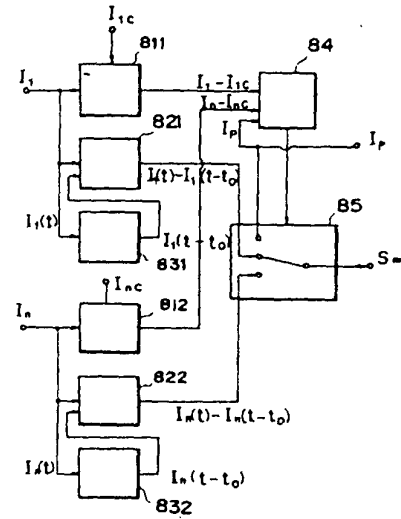 I1c
811
84
I1
I1-I1c
In-Inc
821
Ip
Ip
I(t)-I1(t-t0)
85
I1(t)
I1(t-t0)
831
Inc
Sm
812
In
822
In(t)-In(t-t0)
In(t)
In(t-t0)
832